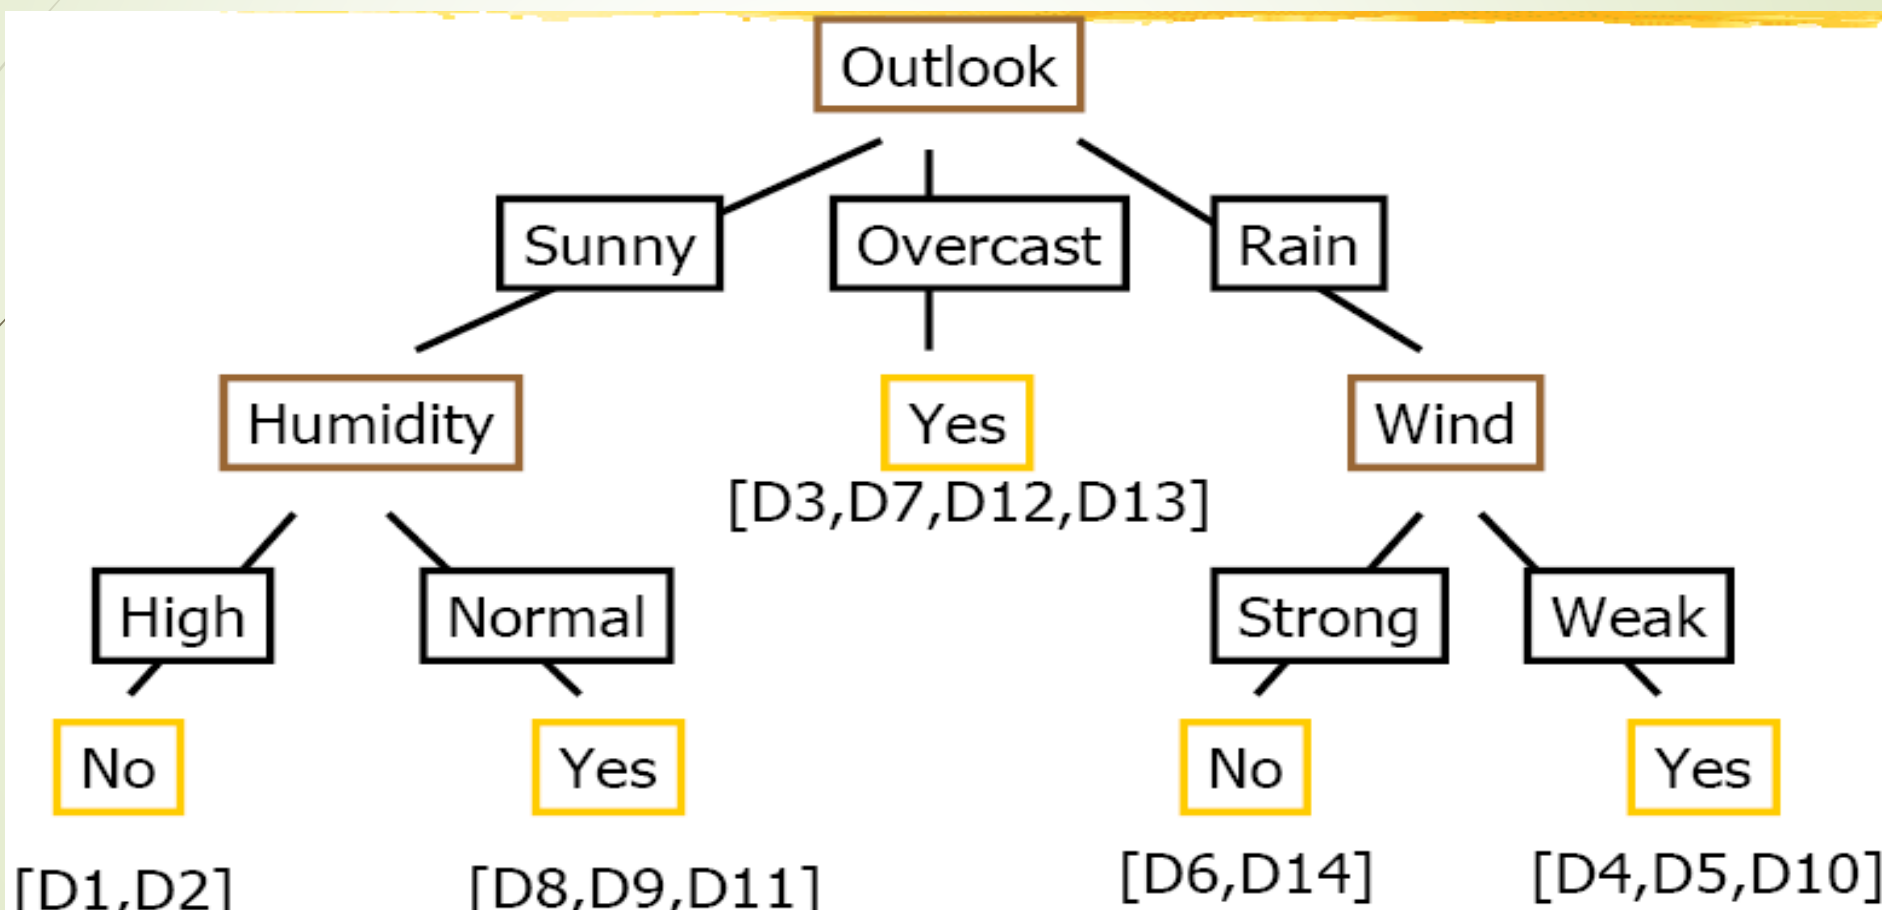 Outlook
Sunny Overcast Rain
Humidity Yes Wind
[D3,D7,D12,D13]
High Normal Strong Weak
No Yes No Yes
[D1,D2] [D8,D9,D11] [D6,D14] [D4,D5,D10]